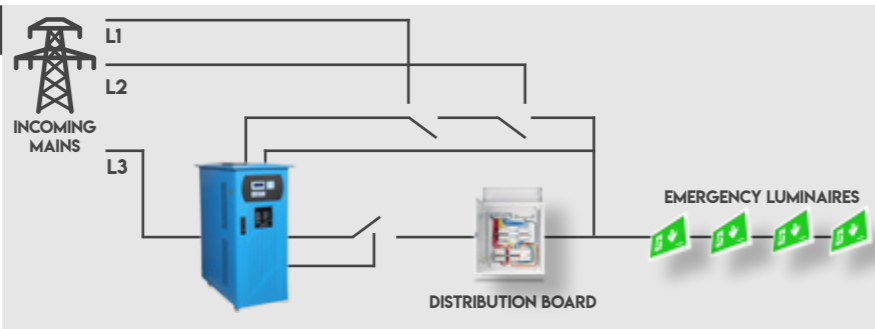 L1
L2
INCOMING
MAINS
L3
EMERGENCY LUMINAIRES
DISTRIBUTION BOARD